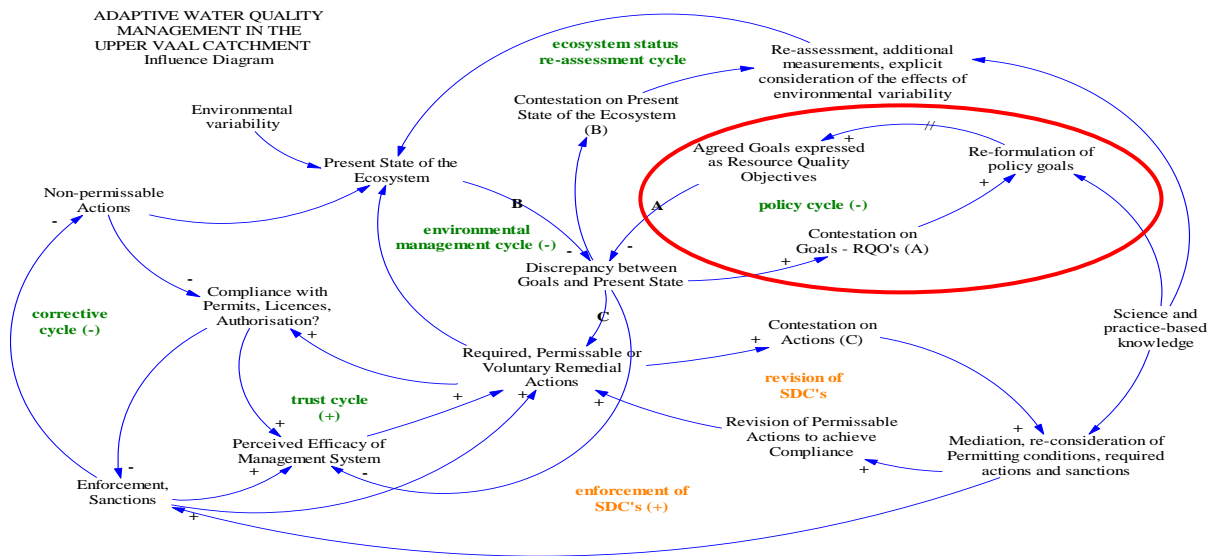 ADAPTIVE WATER QUALITY
MANAGEMENT IN THE
UPPER VAAL CATCHMENT
Influence Diagram
ecosystem status
re-assessment cycle
Re-assessment, additional
measurements, explicit
consideration of the effects of
environmental variability
Environmental
variability
Contestation on Present
State of the Ecosystem
(B)
//
+
Agreed Goals expressed
as Resource Quality
Objectives
Re-formulation of
policy goals
+
Present State of the
Ecosystem
Non-permissable
Actions
-
B
A
policy cycle (-)
environmental
management cycle (-)
-
-
Contestation on
Goals - RQO's (A)
+
Discrepancy between
Goals and Present State
-
Compliance with
Permits, Licences,
Authorisation?
+
corrective
cycle (-)
C
Contestation on
Actions (C)
+
Science and
practice-based
knowledge
Required, Permissable or
Voluntary Remedial
Actions
+
+
+
revision of
SDC's
trust cycle
(+)
+
Revision of Permissable
Actions to achieve
Compliance
+
+
Mediation, re-consideration of
Permitting conditions, required
actions and sanctions
Perceived Efficacy of
Management System
+
-
-
Enforcement,
Sanctions
+
enforcement of
SDC's (+)